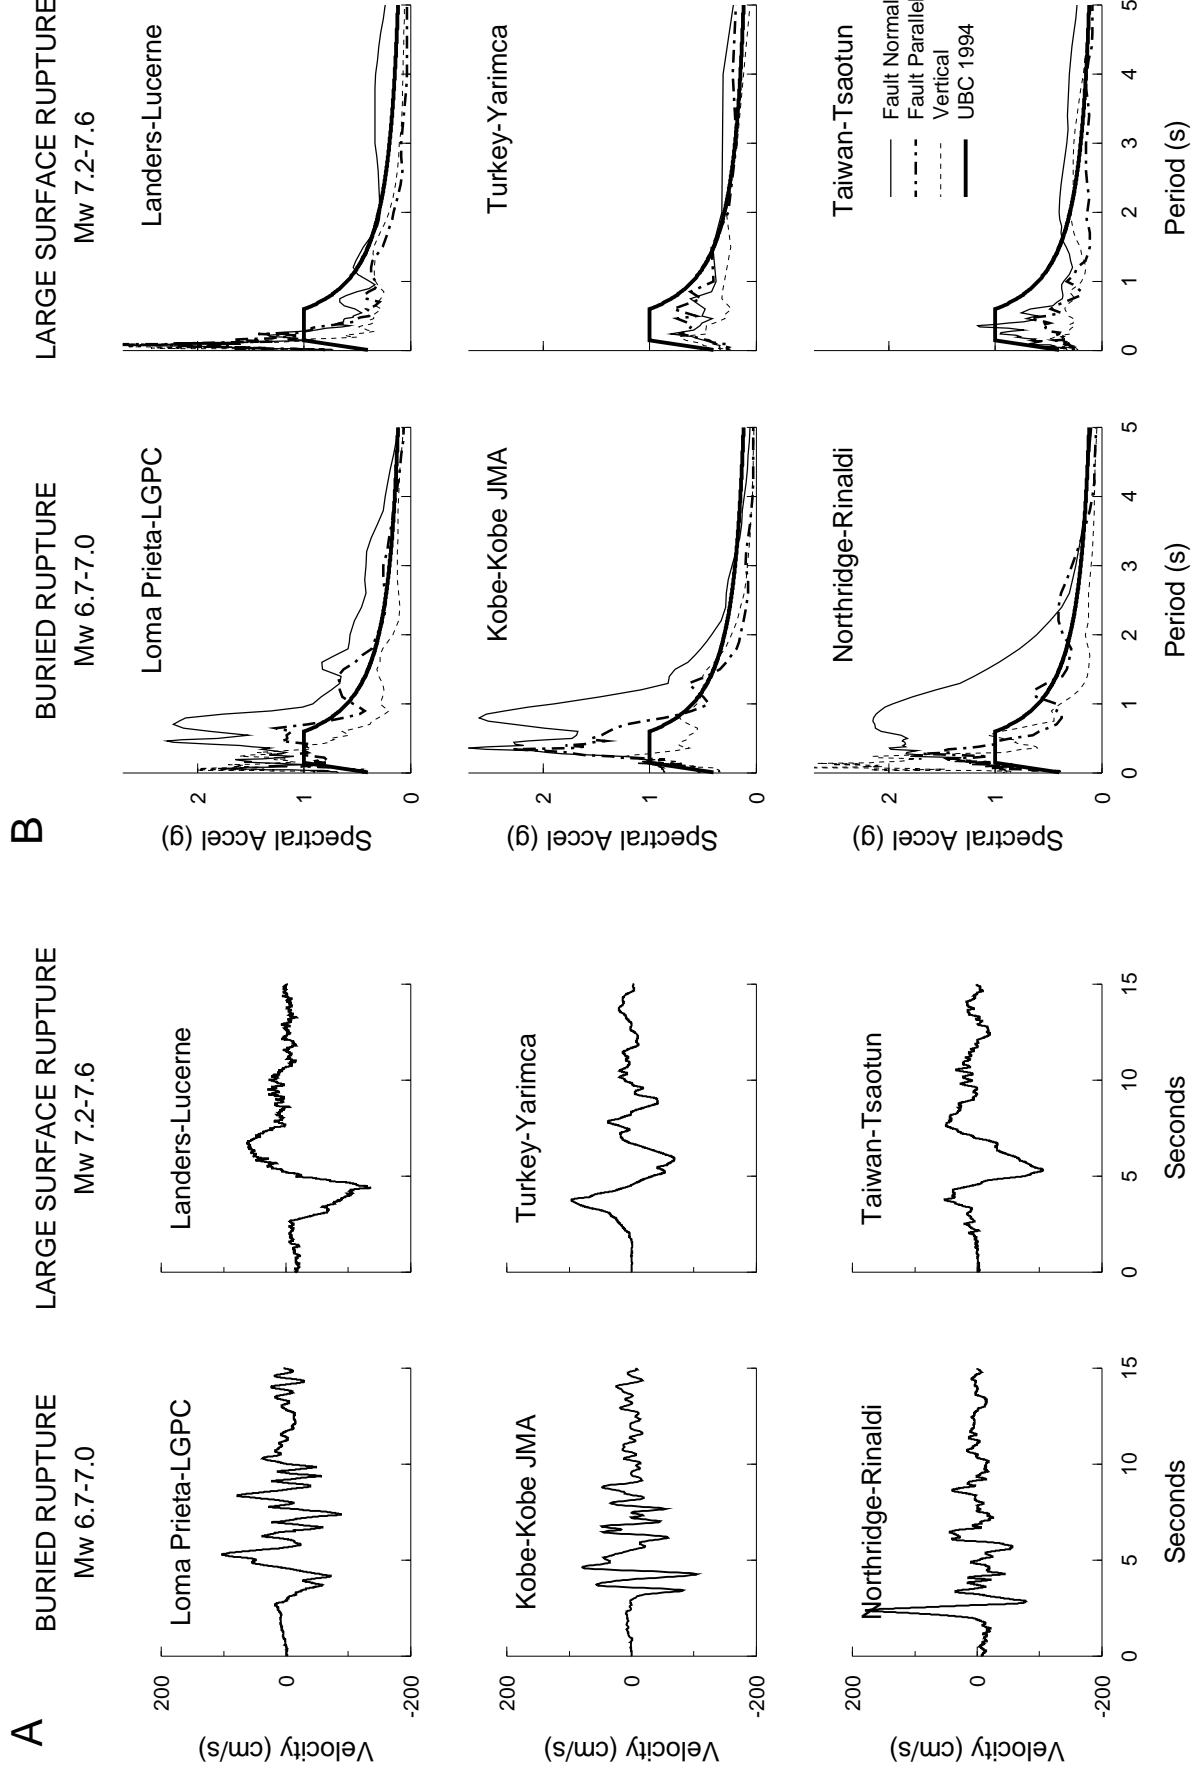 A
BURIED RUPTURE
Mw 6.7-7.0
LARGE SURFACE RUPTURE
Mw 7.2-7.6
Loma Prieta-LGPC
Landers-Lucerne
200
0
-200
Velocity (cm/s)
Kobe-Kobe JMA
Turkey-Yarimca
200
0
-200
Velocity (cm/s)
Northridge-Rinaldi
Taiwan-Tsaotun
200
0
-200
Velocity (cm/s)
0 5 10 15
0 5 10 15
Seconds
Seconds
B
BURIED RUPTURE
Mw 6.7-7.0
LARGE SURFACE RUPTURE
Mw 7.2-7.6
Loma Prieta-LGPC
Landers-Lucerne
2
1
0
Spectral Accel (g)
Kobe-Kobe JMA
Turkey-Yarimca
2
1
0
Spectral Accel (g)
Northridge-Rinaldi
Taiwan-Tsaotun
Fault Normal
Fault Parallel
Vertical
UBC 1994
2
1
0
Spectral Accel (g)
0 1 2 3 4 5
0 1 2 3 4 5
Period (s)
Period (s)